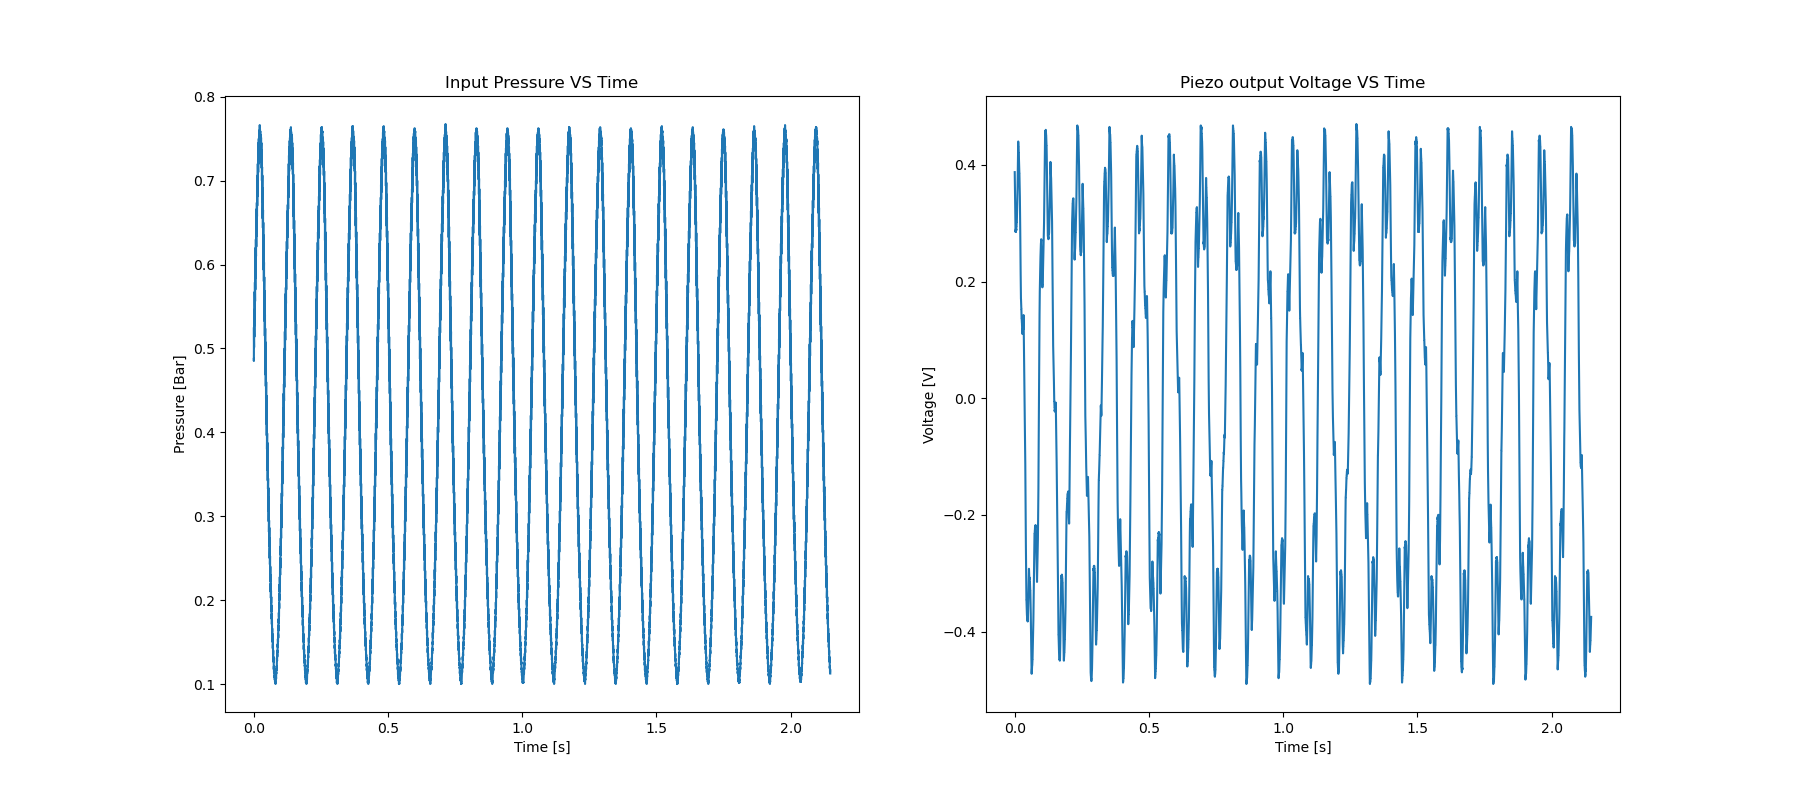 Input Pressure VS Time
0.8
0.7
0.6
0.5
0.4
0.3
0.2
0.1
Pressure [Bar]
0.0 0.5 1.0 1.5 2.0
Time [s]
Piezo output Voltage VS Time
0.4
0.2
0.0
−0.2
−0.4
Voltage [V]
0.0 0.5 1.0 1.5 2.0
Time [s]